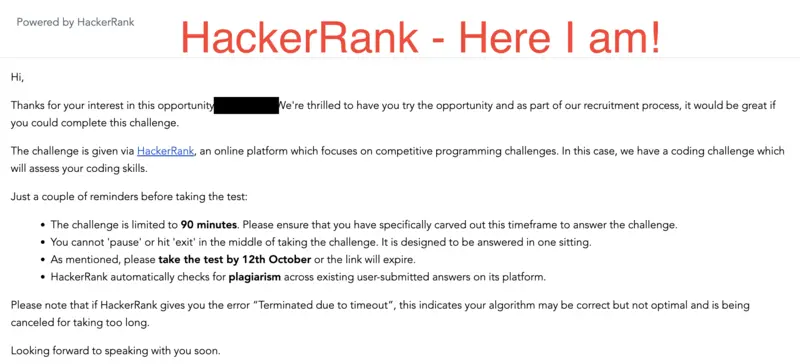 Powered by HackerRank
HackerRank - Here I am!
Hi,
Thanks for your interest in this opportunity We're thrilled to have you try the opportunity and as part of our recruitment process, it would be great if
you could complete this challenge.
The challenge is given via HackerRank, an online platform which focuses on competitive programming challenges. In this case, we have a coding challenge which
will assess your coding skills.
Just a couple of reminders before taking the test:
• The challenge is limited to 90 minutes. Please ensure that you have specifically carved out this timeframe to answer the challenge.
• You cannot 'pause' or hit 'exit' in the middle of taking the challenge. It is designed to be answered in one sitting.
• As mentioned, please take the test by 12th October or the link will expire.
• HackerRank automatically checks for plagiarism across existing user-submitted answers on its platform.
Please note that if HackerRank gives you the error “Terminated due to timeout”, this indicates your algorithm may be correct but not optimal and is being
canceled for taking too long.
Looking forward to speaking with you soon.